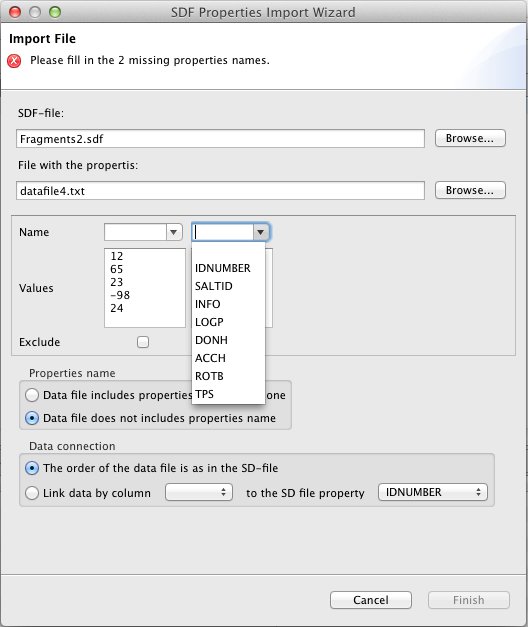 SDF Properties Import Wizard
Import File
Please fill in the 2 missing properties names.
SDF-file:
Fragments2.sdf Browse...
File with the propertis:
datafile4.txt Browse...
Name
12
65
23
-98
24
Values
IDNUMBER
SALTID
INFO
LOGP
DONH
ACCH
ROTB
TPS
Exclude
Properties name
Data file includes properties one
Data file does not includes properties name
Data connection
The order of the data file is as in the SD-file
Link data by column to the SD file property IDNUMBER
Cancel Finish